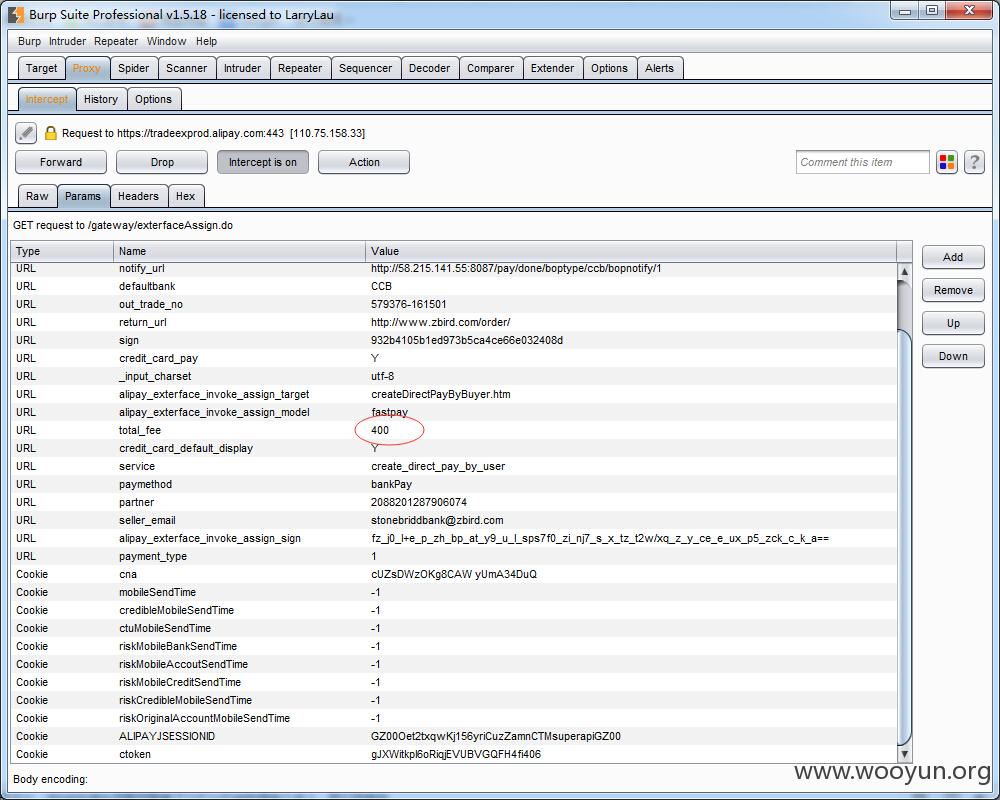 Burp Suite Professional v1.5.18 - licensed to LarryLau
Burp Intruder Repeater Window Help
Target Proxy Spider Scanner Intruder Repeater Sequencer Decoder Comparer Extender Options Alerts
Intercept History Options
Request to https://tradeexprod.alipay.com:443 [110.75.158.33]
Forward Drop Intercept is on Action Comment this item ?
Raw Params Headers Hex
GET request to /gateway/exterfaceAssign.do
Type Name Value
URL notify_url http://58.215.141.55:8087/pay/done/boptype/ccb/bopnotify/1
URL defaultbank CCB
URL out_trade_no 579376-161501
URL return_url http://www.zbird.com/order/
URL sign 932b4105b1ed973b5ca4ce66e032408d
URL credit_card_pay Y
URL _input_charset utf-8
URL alipay_exterface_invoke_assign_target createDirectPayByBuyer.htm
URL alipay_exterface_invoke_assign_model fastpay
URL total_fee 400
URL credit_card_default_display Y
URL service create_direct_pay_by_user
URL paymethod bankPay
URL partner 2088201287906074
URL seller_email stonebriddbank@zbird.com
URL alipay_exterface_invoke_assign_sign fz_j0_l+e_p_zh_bp_at_y9_u_l_sps7f0_zi_nj7_s_x_tz_t2w/xq_z_y_ce_e_ux_p5_zck_c_k_a==
URL payment_type 1
Cookie cna cUZsDWzOKg8CAW yUmA34DuQ
Cookie mobileSendTime -1
Cookie credibleMobileSendTime -1
Cookie ctuMobileSendTime -1
Cookie riskMobileBankSendTime -1
Cookie riskMobileAccoutSendTime -1
Cookie riskMobileCreditSendTime -1
Cookie riskCredibleMobileSendTime -1
Cookie riskOriginalAccountMobileSendTime -1
Cookie ALIPAYJSESSIONID GZ00Oet2txqwKj156yriCuzZamnCTMsuperapiGZ00
Cookie ctoken gJXWitkpl6oRiqjEVUBVGQFH4fi406
Add
Remove
Up
Down
Body encoding:
www.wooyun.org